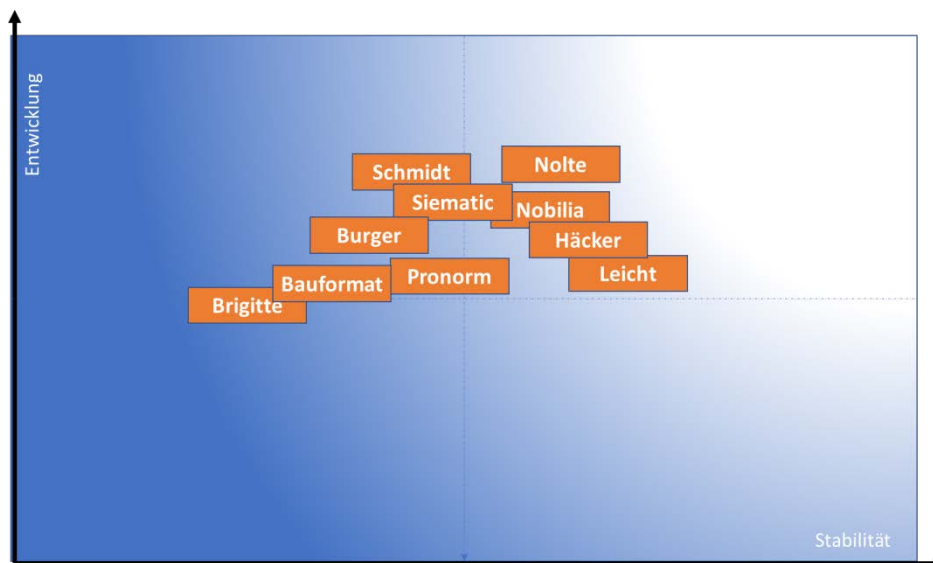 Entwicklung
Schmidt
Nolte
Siematic
Nobilia
Burger
Häcker
Pronorm
Leicht
Bauformat
Brigitte
Stabilität